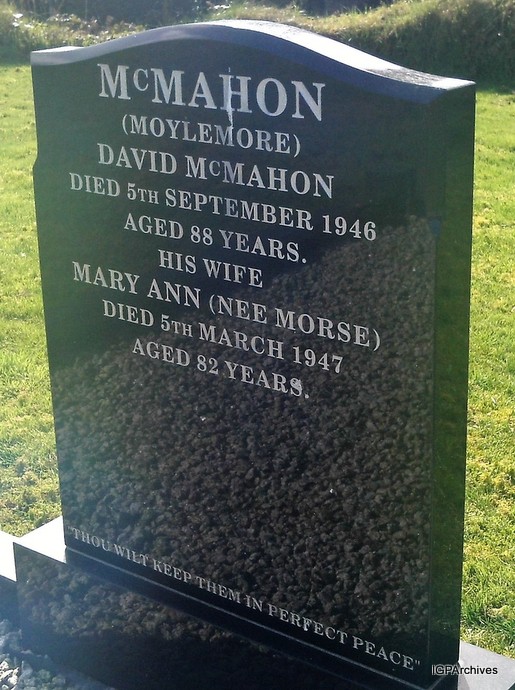 McMAHON
(MOYLEMORE)
DAVID McMAHON
DIED 5TH SEPTEMBER 1946
AGED 88 YEARS.
HIS WIFE
MARY ANN (NEE MORSE)
DIED 5TH MARCH 1947
AGED 82 YEARS.
"THOU WILT KEEP THEM IN PERFECT PEACE"
IGPArchives